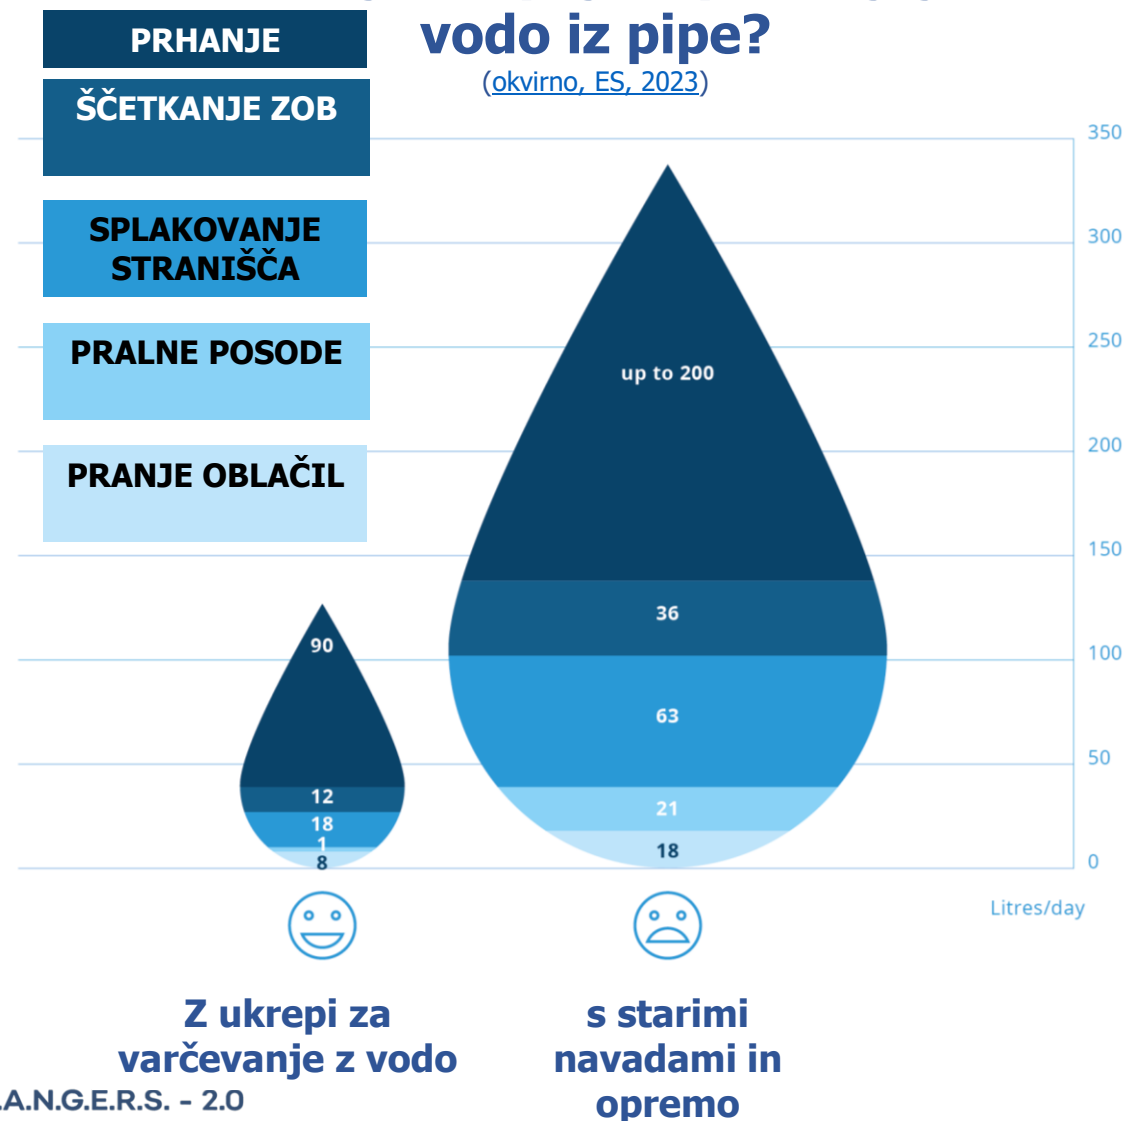 vodo iz pipe?
(okvirno, ES, 2023)
PRHANJE
ŠČETKANJE ZOB
SPLAKOVANJE
STRANIŠČA
PRALNE POSODE
PRANJE OBLAČIL
350
300
250
200
150
100
50
0
Litres/day
90
12
18
1
8
up to 200
36
63
21
18
Z ukrepi za
varčevanje z vodo
s starimi
navadami in
opremo
.A.N.G.E.R.S. - 2.0